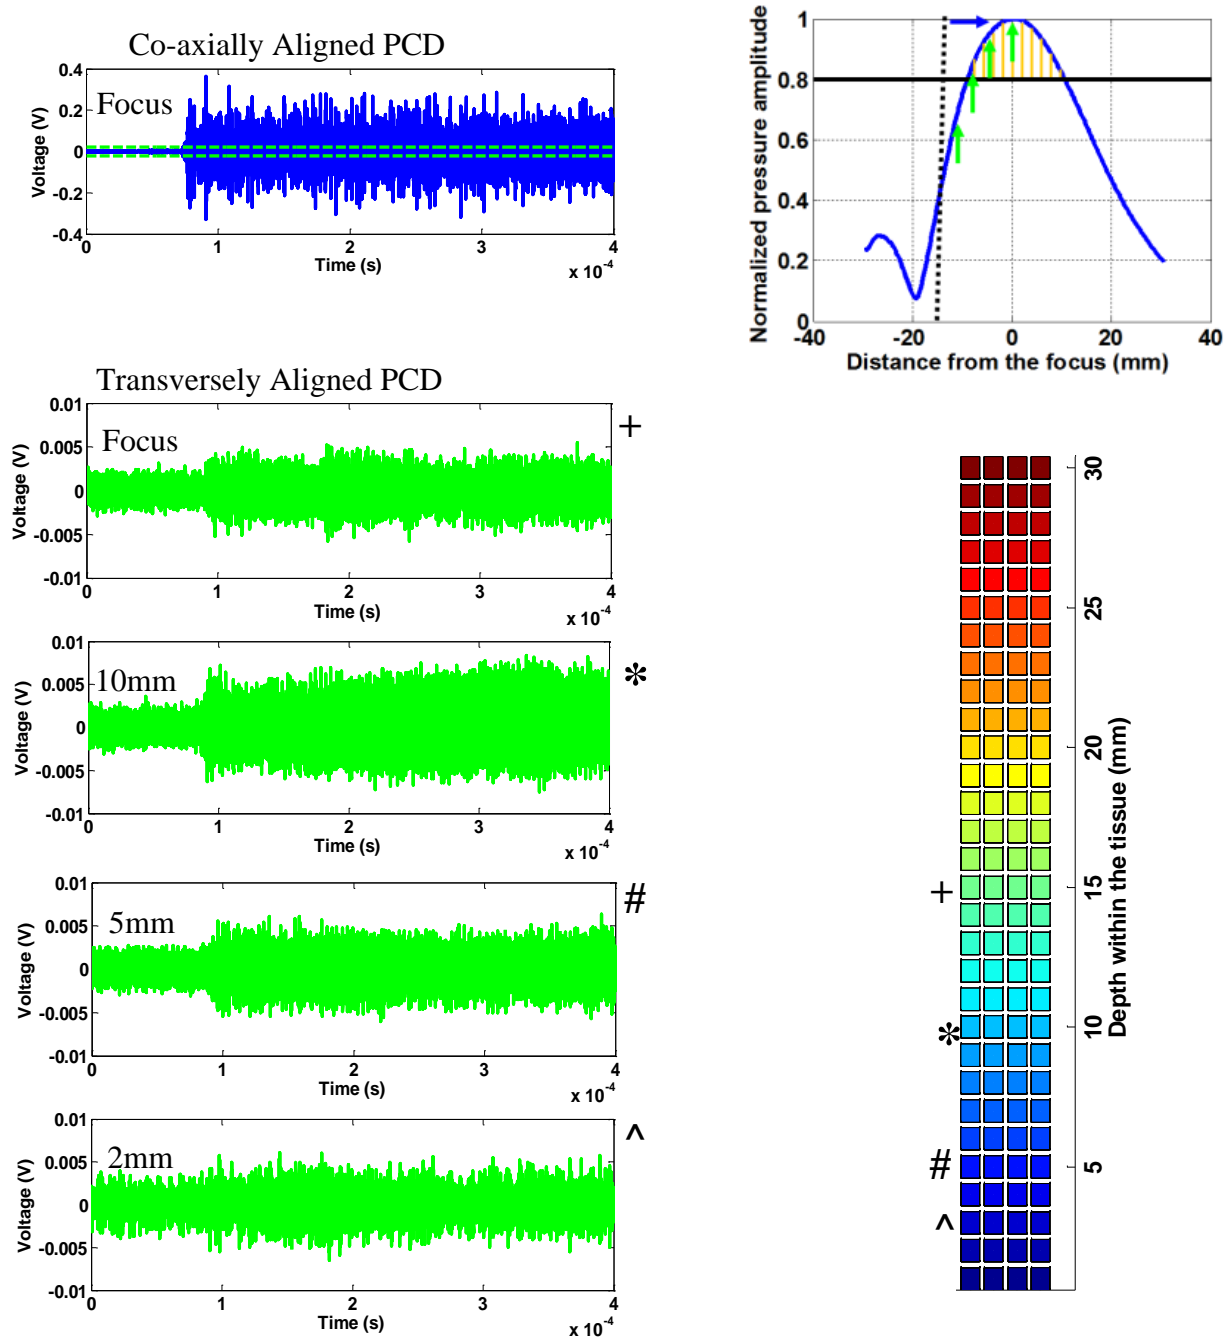 Co-axially Aligned PCD
0.4
0.2
0
-0.2
-0.4
Voltage (V)
Focus
0 1 2 3 4
Time (s)
x 10-4
1
0.8
0.6
0.4
0.2
0
Normalized pressure amplitude
-40 -20 0 20 40
Distance from the focus (mm)
Transversely Aligned PCD
0.01
0.005
0
-0.005
-0.01
Voltage (V)
Focus
+
0 1 2 3 4
Time (s)
x 10-4
0.01
0.005
0
-0.005
-0.01
Voltage (V)
10mm
*
0 1 2 3 4
Time (s)
x 10-4
0.01
0.005
0
-0.005
-0.01
Voltage (V)
5mm
#
0 1 2 3 4
Time (s)
x 10-4
0.01
0.005
0
-0.005
-0.01
Voltage (V)
2mm
^
0 1 2 3 4
Time (s)
x 10-4
30
25
20
15
10
5
Depth within the tissue (mm)
+
*
#
^